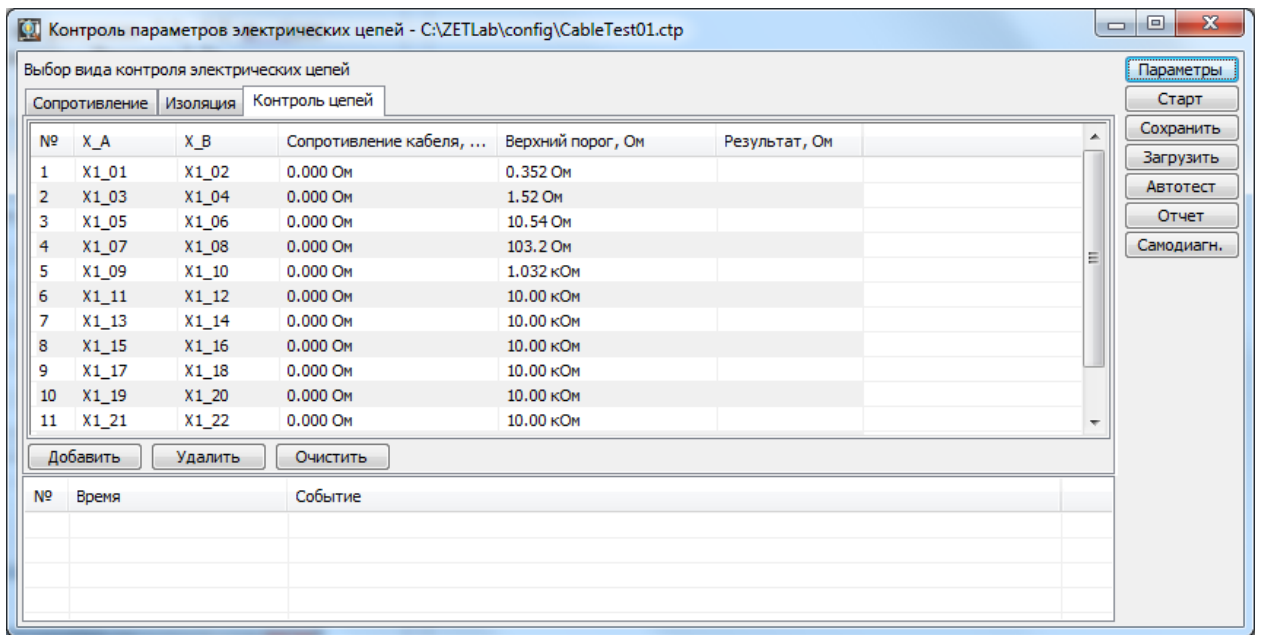 Контроль параметров электрических цепей - C:\ZETLab\config\CableTest01.ctp
Выбор вида контроля электрических цепей
Сопротивление Изоляция Контроль цепей
№ X_A X_B Сопротивление кабеля, ... Верхний порог, Ом Результат, Ом
1 X1_01 X1_02 0.000 Ом 0.352 Ом
2 X1_03 X1_04 0.000 Ом 1.52 Ом
3 X1_05 X1_06 0.000 Ом 10.54 Ом
4 X1_07 X1_08 0.000 Ом 103.2 Ом
5 X1_09 X1_10 0.000 Ом 1.032 кОм
6 X1_11 X1_12 0.000 Ом 10.00 кОм
7 X1_13 X1_14 0.000 Ом 10.00 кОм
8 X1_15 X1_16 0.000 Ом 10.00 кОм
9 X1_17 X1_18 0.000 Ом 10.00 кОм
10 X1_19 X1_20 0.000 Ом 10.00 кОм
11 X1_21 X1_22 0.000 Ом 10.00 кОм
Добавить Удалить Очистить
№ Время Событие
Параметры
Старт
Сохранить
Загрузить
Автотест
Отчет
Самодиагн.